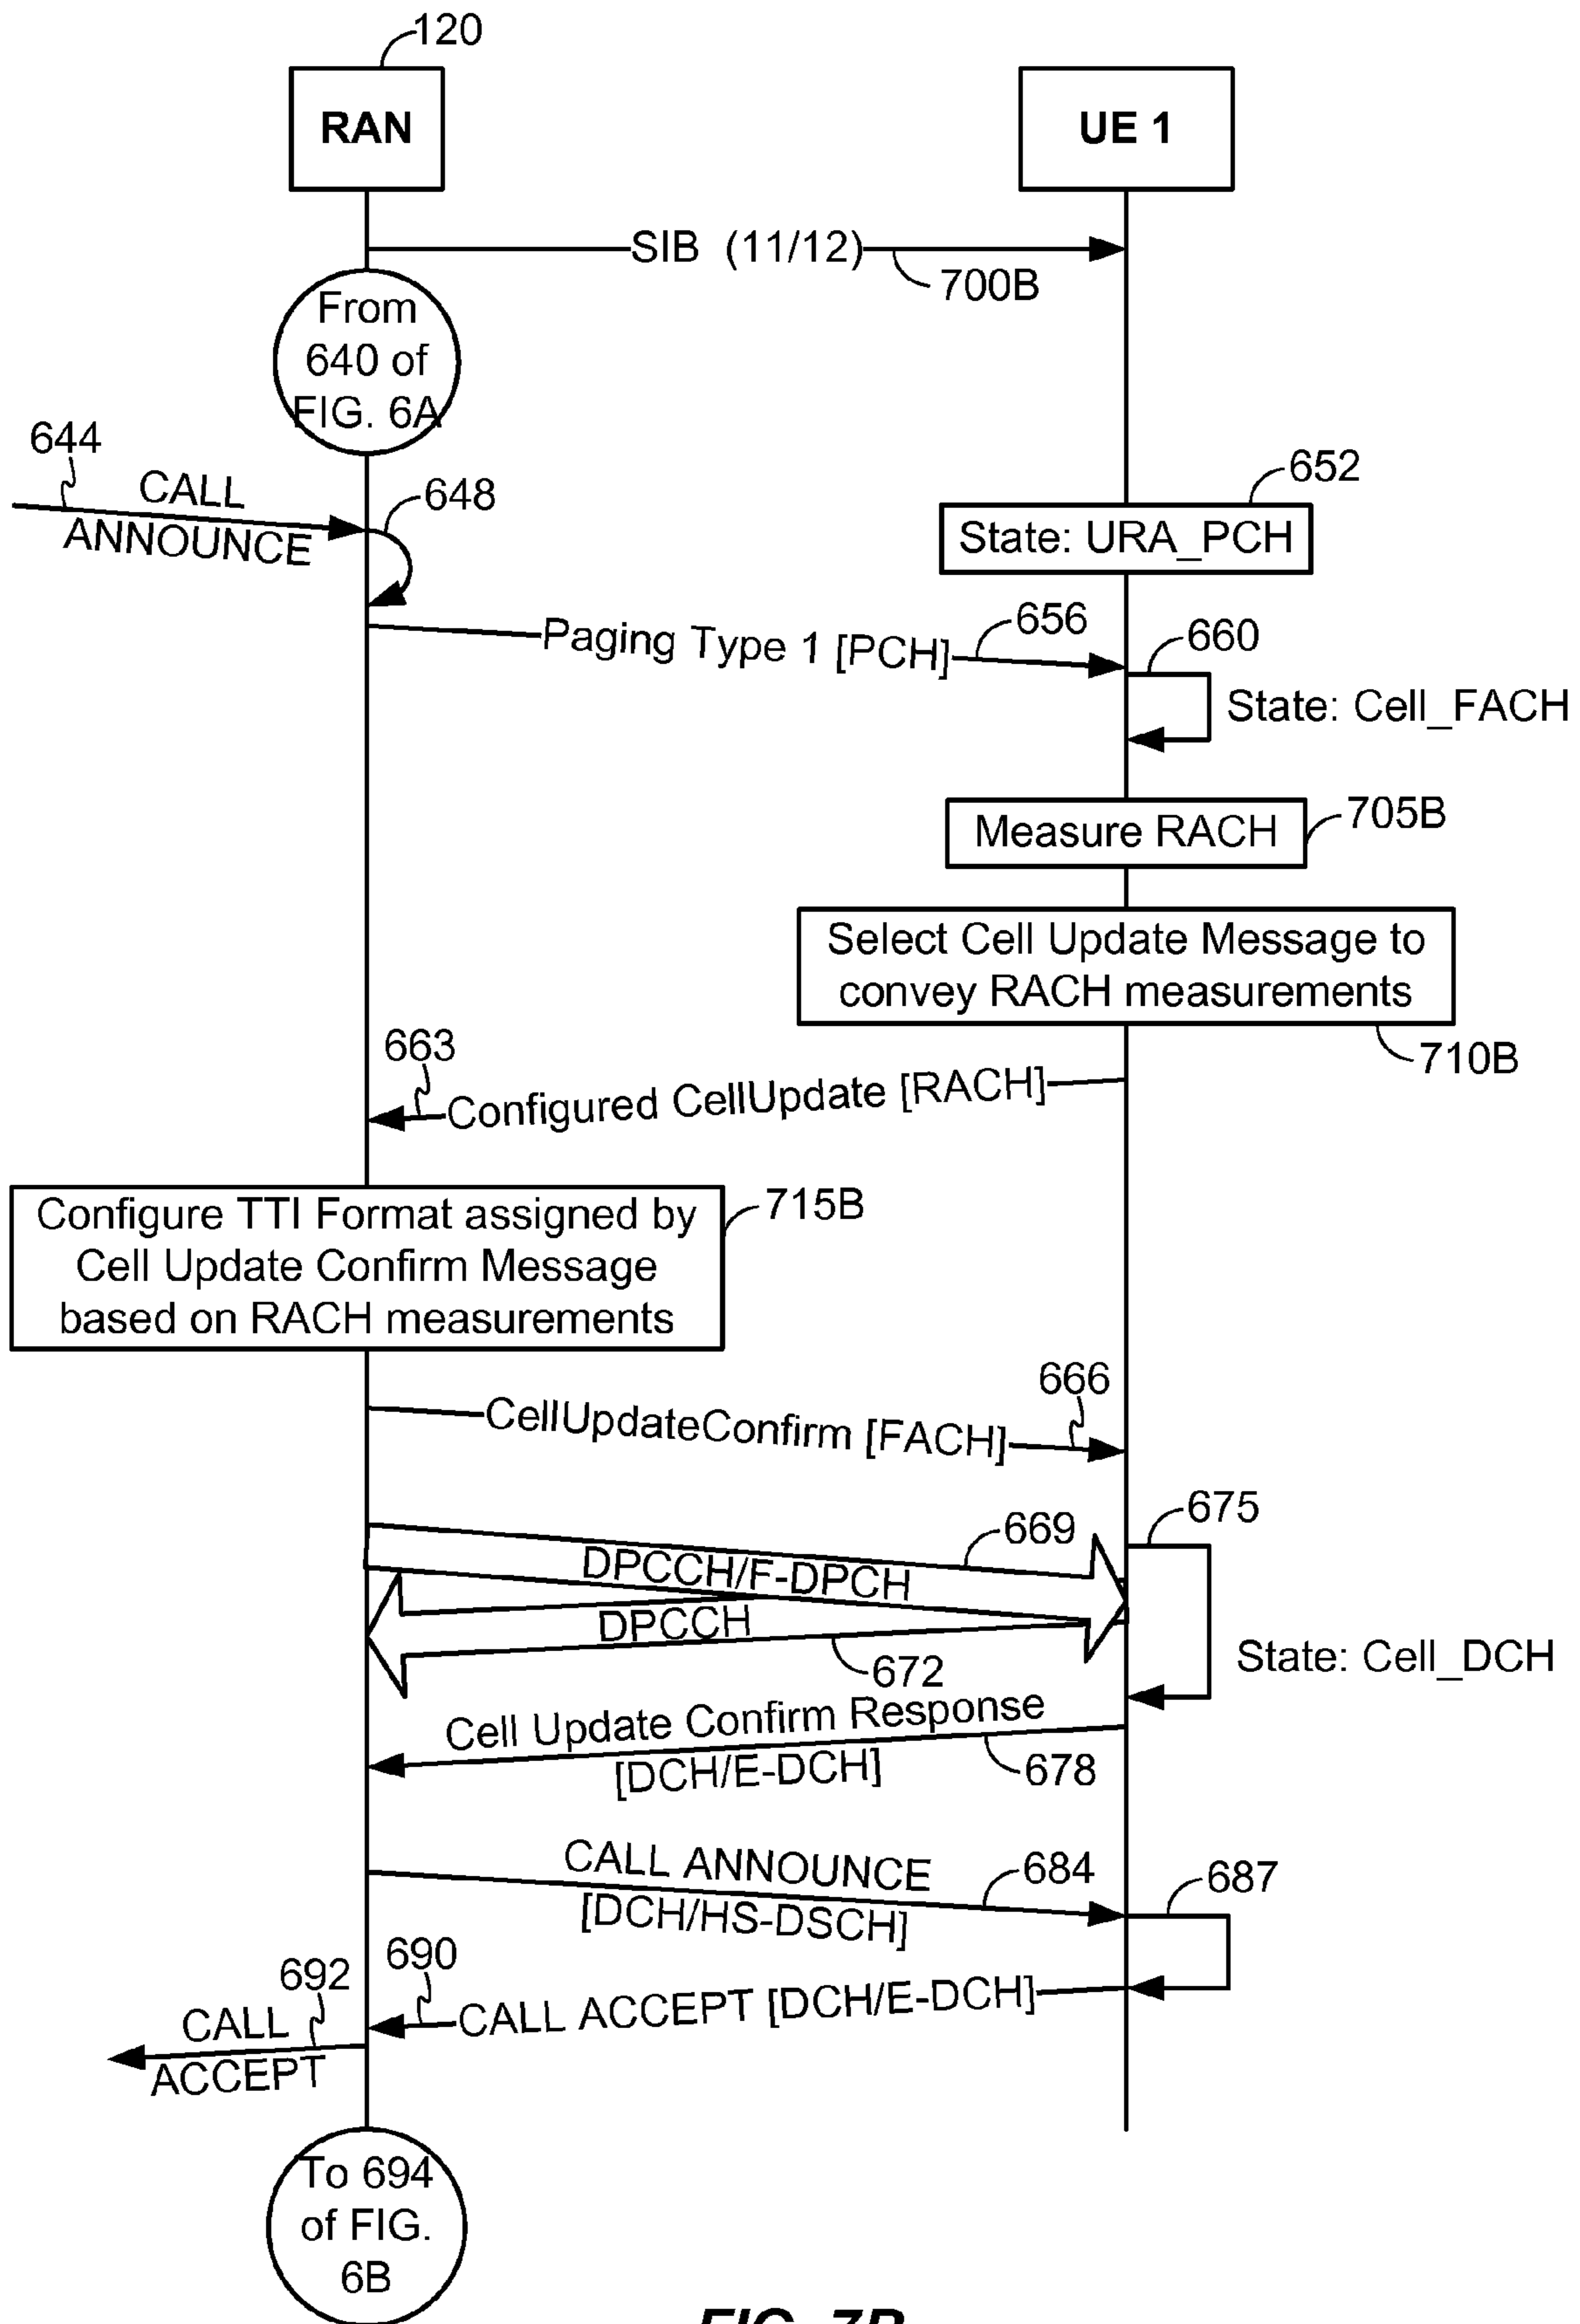 120
RAN
UE 1
SIB (11/12)
700B
From
640 of
FIG. 6A
644
CALL
ANNOUNCE
648
652
State: URA_PCH
Paging Type 1 [PCH]
656
660
State: Cell_FACH
Measure RACH
705B
Select Cell Update Message to
convey RACH measurements
710B
663
Configured CellUpdate [RACH]
Configure TTI Format assigned by
Cell Update Confirm Message
based on RACH measurements
715B
666
CellUpdateConfirm [FACH]
675
669
DPCCH/F-DPCH
DPCCH
672
State: Cell_DCH
Cell Update Confirm Response
[DCH/E-DCH]
678
CALL ANNOUNCE
[DCH/HS-DSCH]
684
687
690
CALL ACCEPT [DCH/E-DCH]
692
CALL
ACCEPT
To 694
of FIG.
6B
FIG. 7B